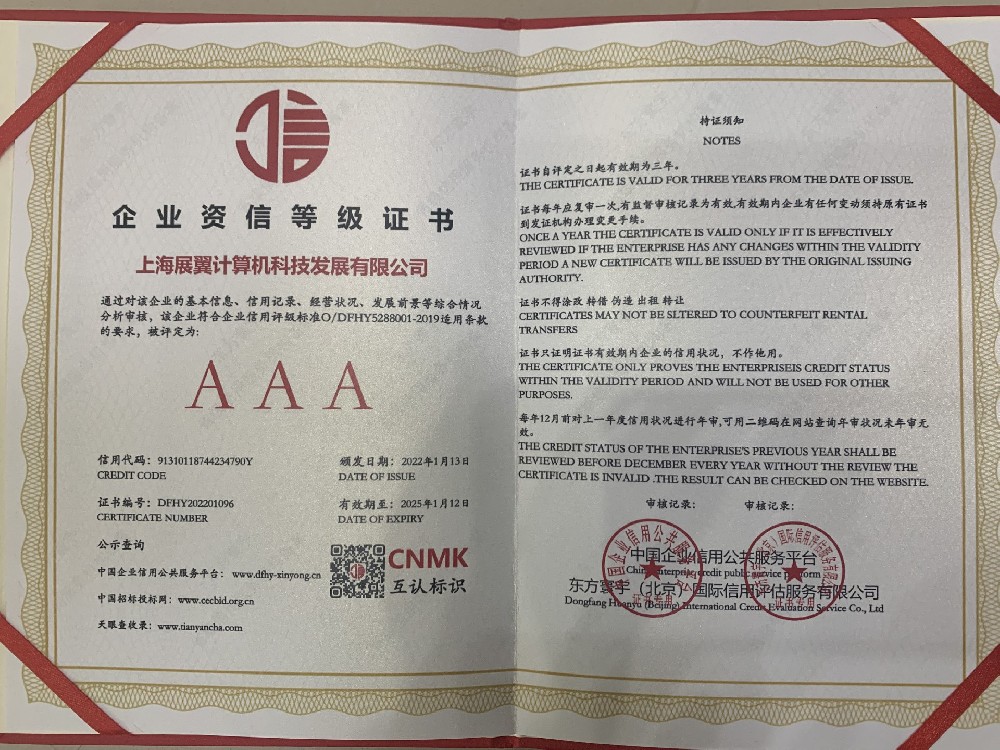 企业资信等级证书
上海展翼计算机科技发展有限公司
通过对该企业的基本信息、信用记录、经营状况、发展前景等综合情况
分析审核，该企业符合企业信用评级标准O/DFHY5288001-2019适用条款
的要求，被评定为:
AAA
信用代码：91310118744234790Y
CREDIT CODE
颁发日期：2022年1月13日
DATE OF ISSUE
证书编号：DFHY202201096
CERTIFICATE NUMBER
有效期至：2025年1月12日
DATE OF EXPIRY
公示查询
中国企业信用公共服务平台：www.dfhy-xinyong.cn
中国招标投标网：www.cecbid.org.cn
天眼查收录：www.tianyancha.com
CNMK
互认标识
持证须知
NOTES
证书自评定之日起有效期为三年。
THE CERTIFICATE IS VALID FOR THREE YEARS FROM THE DATE OF ISSUE.
证书每年应复审一次,有监督审核记录为有效,有效期内企业有任何变动须持原有证书
到发证机构办理变更手续。
ONCE A YEAR THE CERTIFICATE IS VALID ONLY IF IT IS EFFECTIVELY
REVIEWED IF THE ENTERPRISE HAS ANY CHANGES WITHIN THE VALIDITY
PERIOD A NEW CERTIFICATE WILL BE ISSUED BY THE ORIGINAL ISSUING
AUTHORITY.
证书不得涂改 转借 伪造 出租 转让
CERTIFICATES MAY NOT BE SLTERED TO COUNTERFEIT RENTAL
TRANSFERS
证书只证明证书有效期内企业的信用状况，不作他用。
THE CERTIFICATE ONLY PROVES THE ENTERPRISEIS CREDIT STATUS
WITHIN THE VALIDITY PERIOD AND WILL NOT BE USED FOR OTHER
PURPOSES.
每年12月前对上一年度信用状况进行年审,可用二维码在网站查询年审状况未年审无
效。
THE CREDIT STATUS OF THE ENTERPRISE'S PREVIOUS YEAR SHALL BE
REVIEWED BEFORE DECEMBER EVERY YEAR WITHOUT THE REVIEW THE
CERTIFICATE IS INVALID .THE RESULT CAN BE CHECKED ON THE WEBSITE.
审核记录：
审核记录：
中国企业信用公共服务平台
China Enterprise credit public service platform
东方寰宇（北京）国际信用评估服务有限公司
Dongfang Huanyu (Beijing) International Credit Evaluation Service Co., Ltd